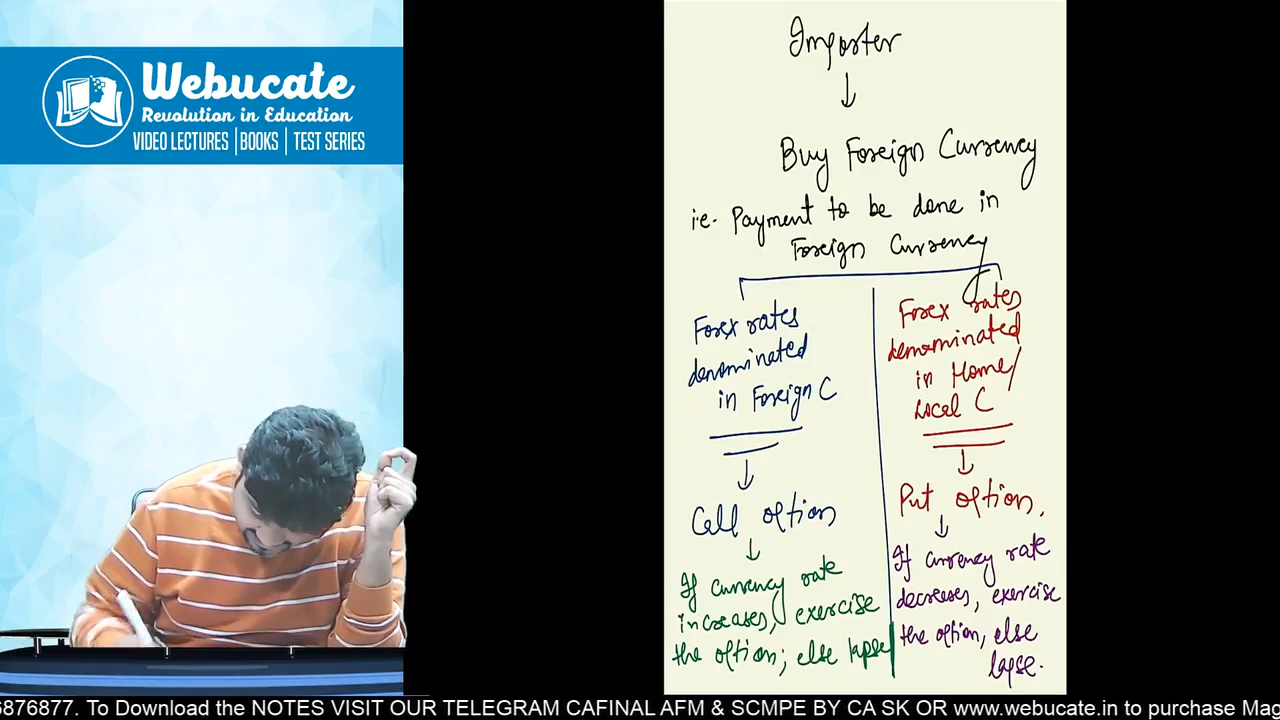 Webucate
Revolution in Education
VIDEO LECTURES | BOOKS | TEST SERIES
Importer
Buy Foreign Currency
i.e. Payment to be done in
Foreign Currency
Forex rates
denominated
in Foreign C
Call option
If currency rate
increases, exercise
the option; else lapse
Forex rates
denominated
in Home/
Local C
Put option.
If currency rate
decreases, exercise
the option, else
lapse.
6876877. To Download the NOTES VISIT OUR TELEGRAM CAFINAL AFM & SCMPE BY CA SK OR www.webucate.in to purchase Mag